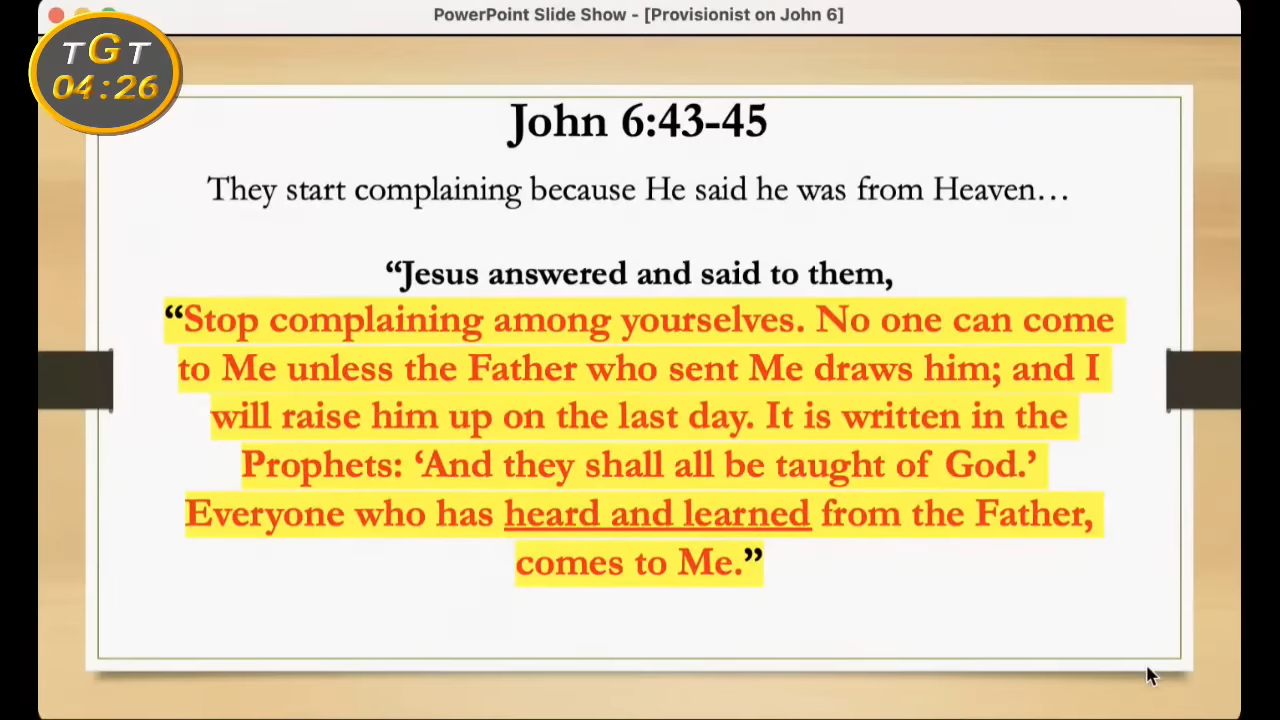 PowerPoint Slide Show - [Provisionist on John 6]
TGT
04:26
John 6:43-45
They start complaining because He said he was from Heaven…
“Jesus answered and said to them,
“Stop complaining among yourselves. No one can come
to Me unless the Father who sent Me draws him; and I
will raise him up on the last day. It is written in the
Prophets: ‘And they shall all be taught of God.’
Everyone who has heard and learned from the Father,
comes to Me.”